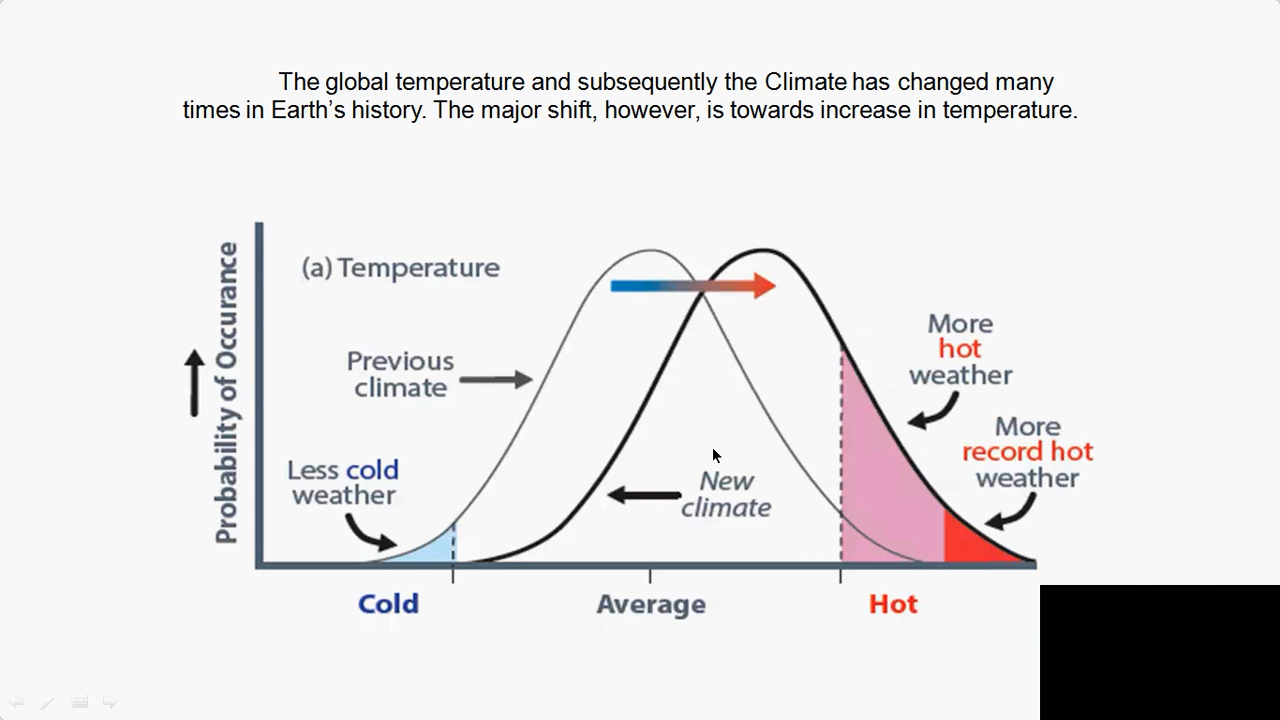 The global temperature and subsequently the Climate has changed many
times in Earth’s history. The major shift, however, is towards increase in temperature.
(a) Temperature
Probability of Occurance
Previous
climate
Less cold
weather
New
climate
More
hot
weather
More
record hot
weather
Cold
Average
Hot